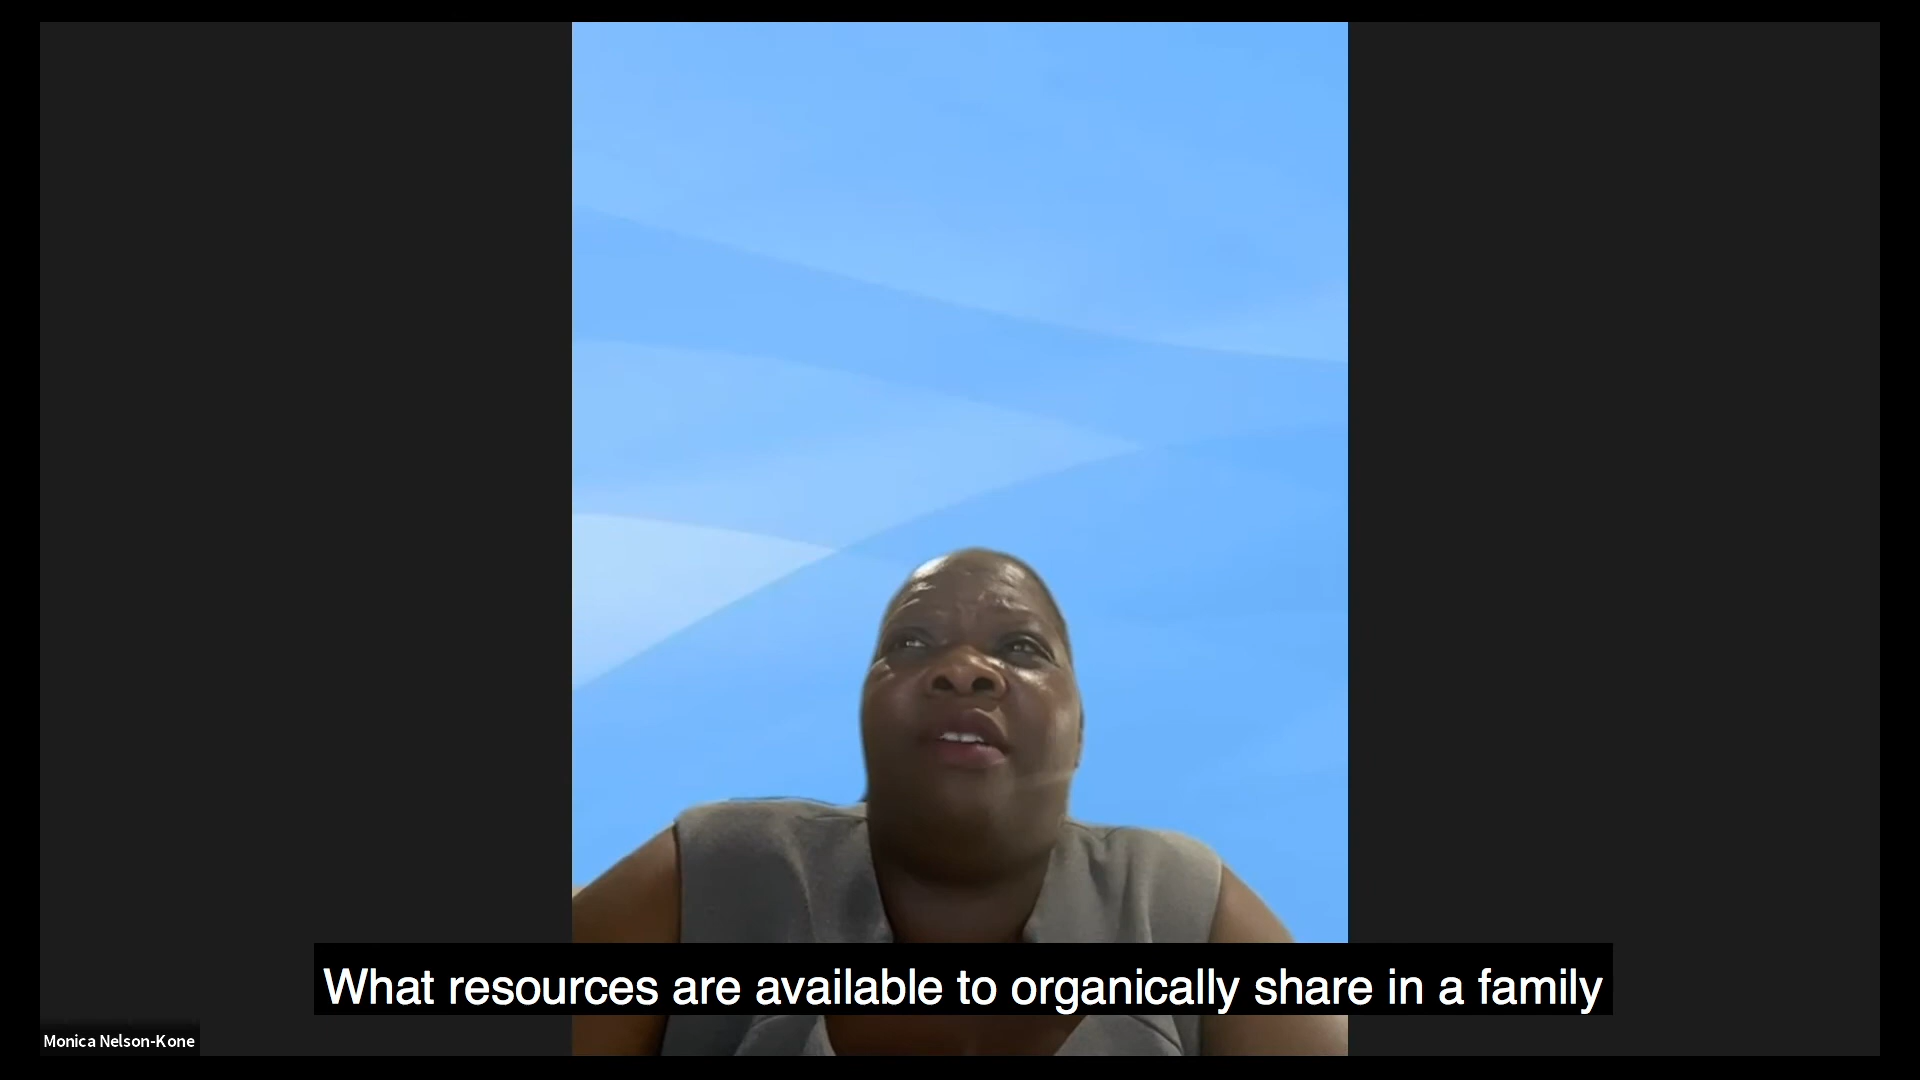 What resources are available to organically share in a family
Monica Nelson-Kone